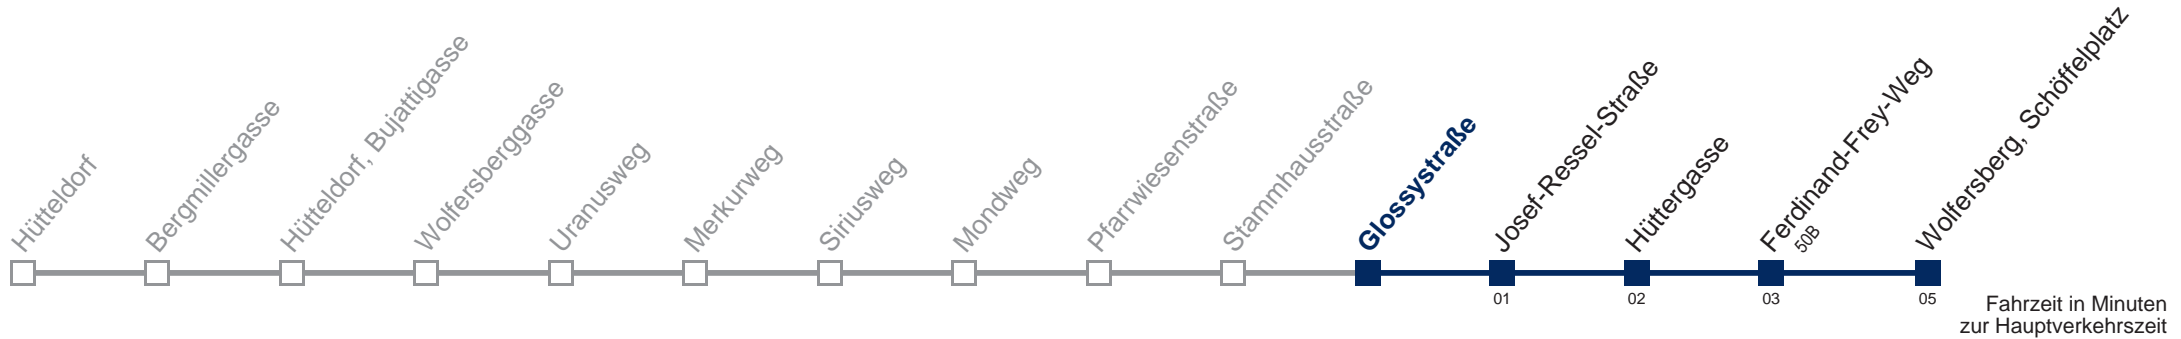 Hütteldorf
Bergmillergasse
Hütteldorf, Bujattigasse
Wolfersberggasse
Uranusweg
Merkurweg
Siriusweg
Mondweg
Pfarrwiesenstraße
Stammhausstraße
Glossystraße
Josef-Ressel-Straße
Hüttergasse
Ferdinand-Frey-Weg
50B
Wolfersberg, Schöffelplatz
01
02
03
05
Fahrzeit in Minuten
zur Hauptverkehrszeit